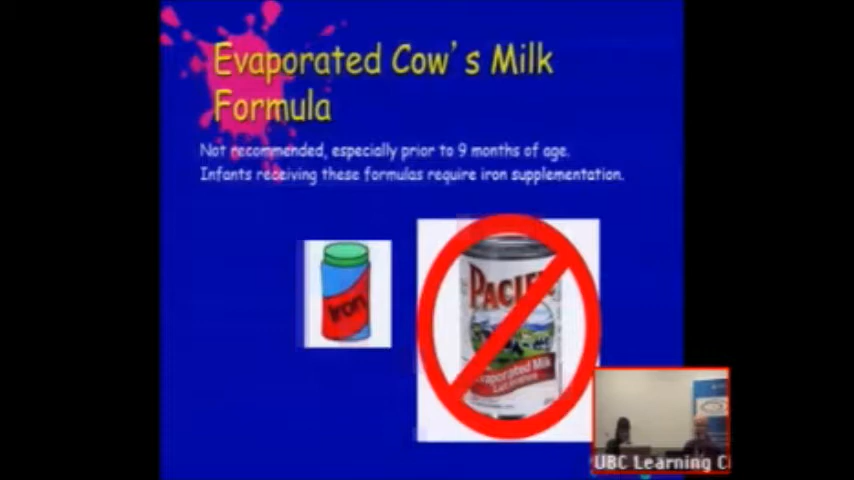 Evaporated Cow's Milk
Formula
Not recommended, especially prior to 9 months of age.
Infants receiving these formulas require iron supplementation.
Iron
PACIFIC
Evaporated Milk
UBC Learning C